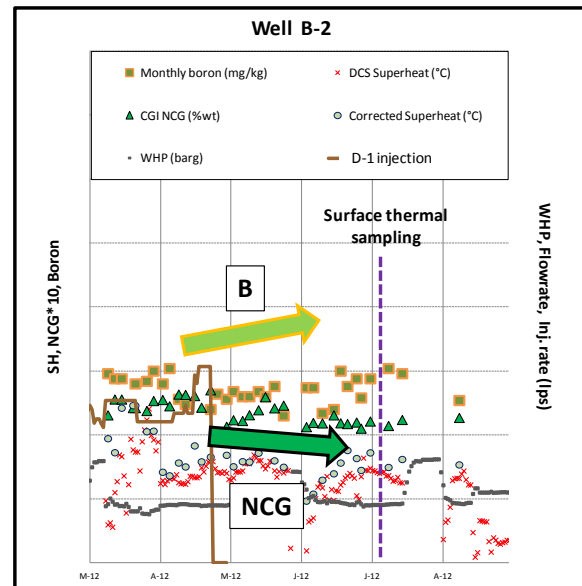 Well B-2
Monthly boron (mg/kg)
DCS Superheat (°C)
CGI NCG (%wt)
Corrected Superheat (°C)
WHP (barg)
D-1 injection
Surface thermal
sampling
SH, NCG*10, Boron
WHP, Flowrate, Inj. rate (lps)
B
NCG
M-12
A-12
M-12
J-12
J-12
A-12